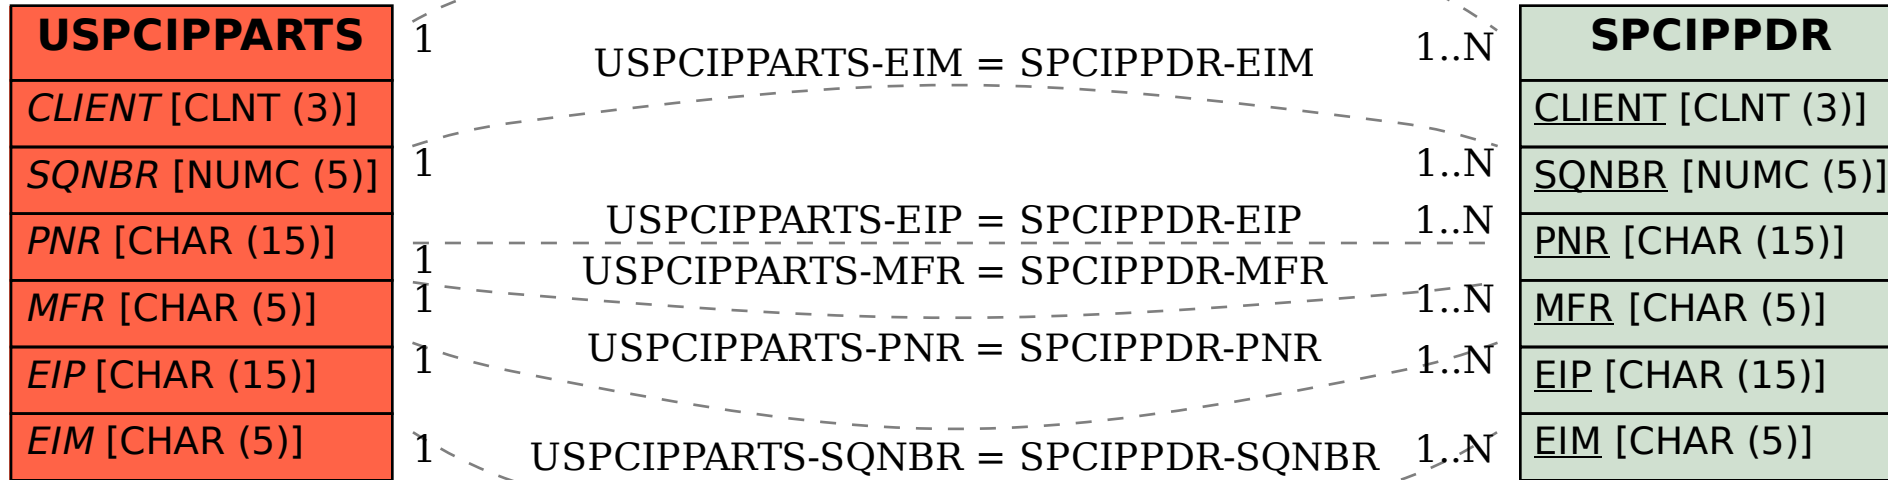 USPCIPPARTS
CLIENT [CLNT (3)]
SQNBR [NUMC (5)]
PNR [CHAR (15)]
MFR [CHAR (5)]
EIP [CHAR (15)]
EIM [CHAR (5)]
1
USPCIPPARTS-EIM = SPCIPPDR-EIM
1..N
1
1..N
USPCIPPARTS-EIP = SPCIPPDR-EIP
1..N
1
USPCIPPARTS-MFR = SPCIPPDR-MFR
1
1..N
USPCIPPARTS-PNR = SPCIPPDR-PNR
1
1..N
1
USPCIPPARTS-SQNBR = SPCIPPDR-SQNBR
1..N
SPCIPPDR
CLIENT [CLNT (3)]
SQNBR [NUMC (5)]
PNR [CHAR (15)]
MFR [CHAR (5)]
EIP [CHAR (15)]
EIM [CHAR (5)]